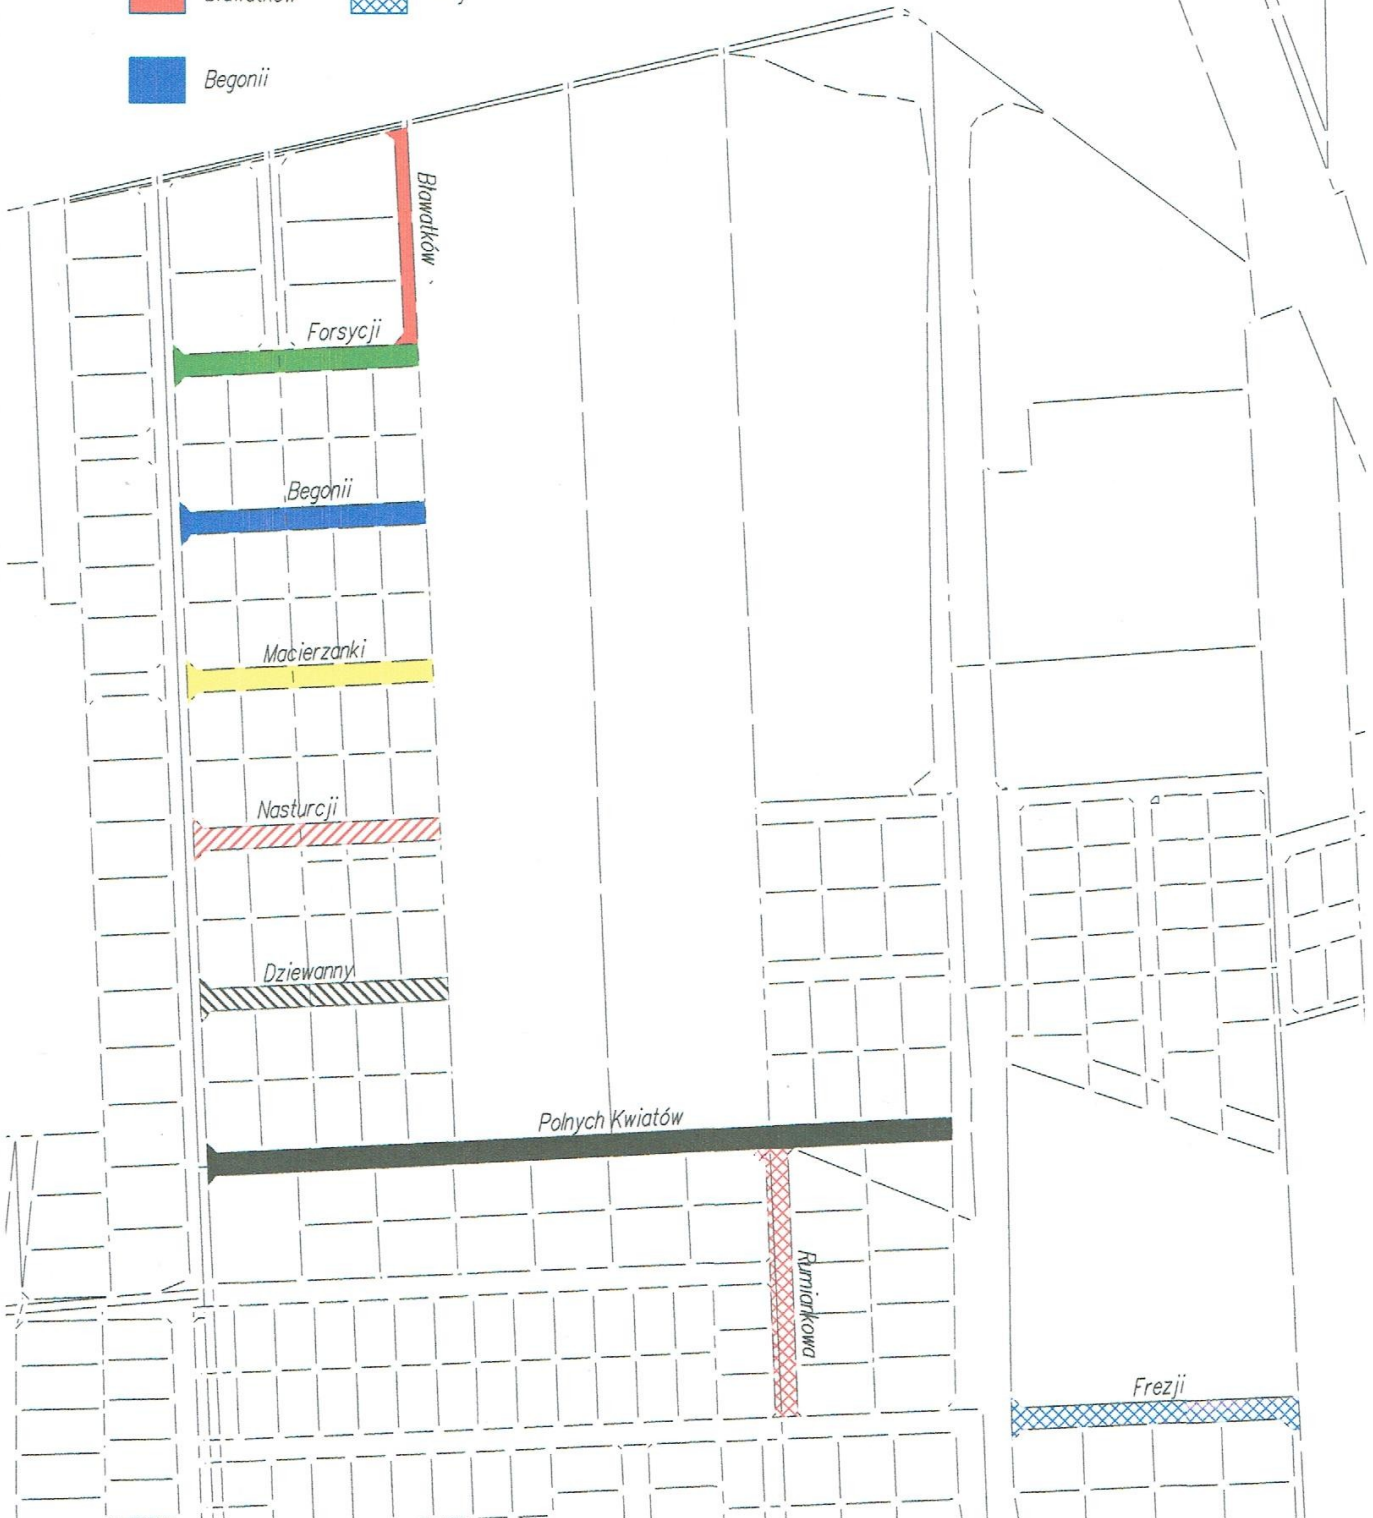 Begonii
Bławatków
Forsycji
Begonii
Macierzanki
Nasturcji
Dziewanny
Polnych Kwiatów
Rumiankowa
Frezji